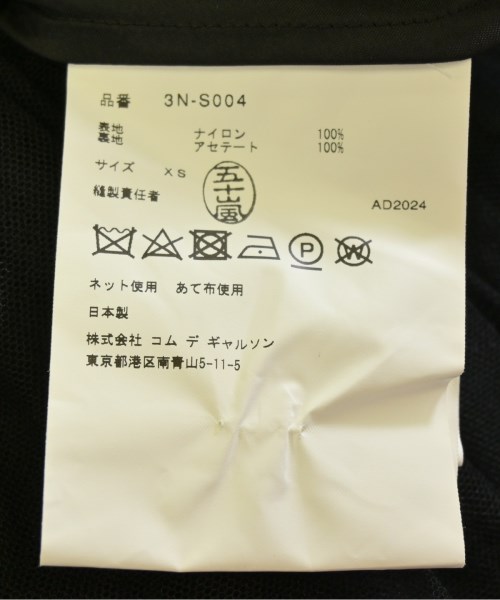 品番 3N-S004
表地 ナイロン 100%
裏地 アセテート 100%
サイズ XS
縫製責任者
五十嵐
AD2024
P
W
ネット使用 あて布使用
日本製
株式会社 コム デ ギャルソン
東京都港区南青山5-11-5